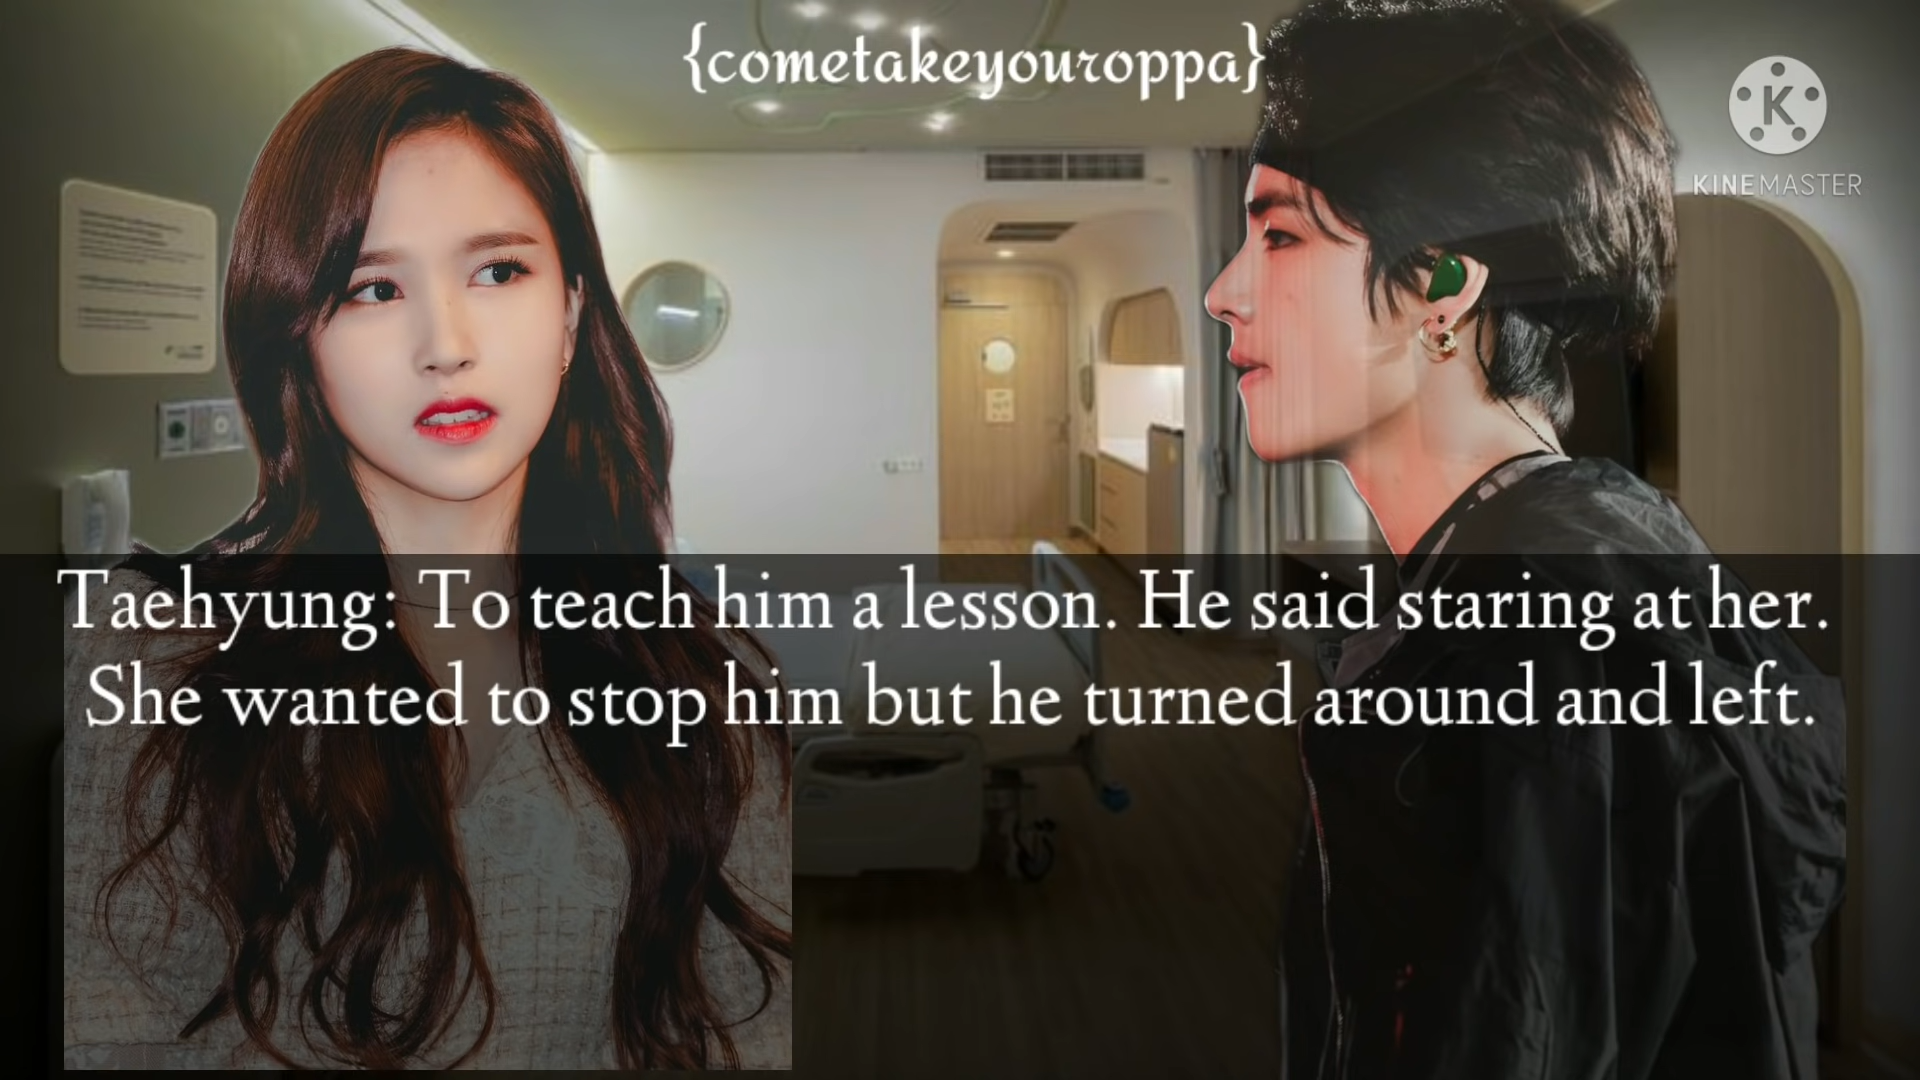 {cometakeyouroppa}
K
KINEMASTER
Taehyung: To teach him a lesson. He said staring at her.
She wanted to stop him but he turned around and left.